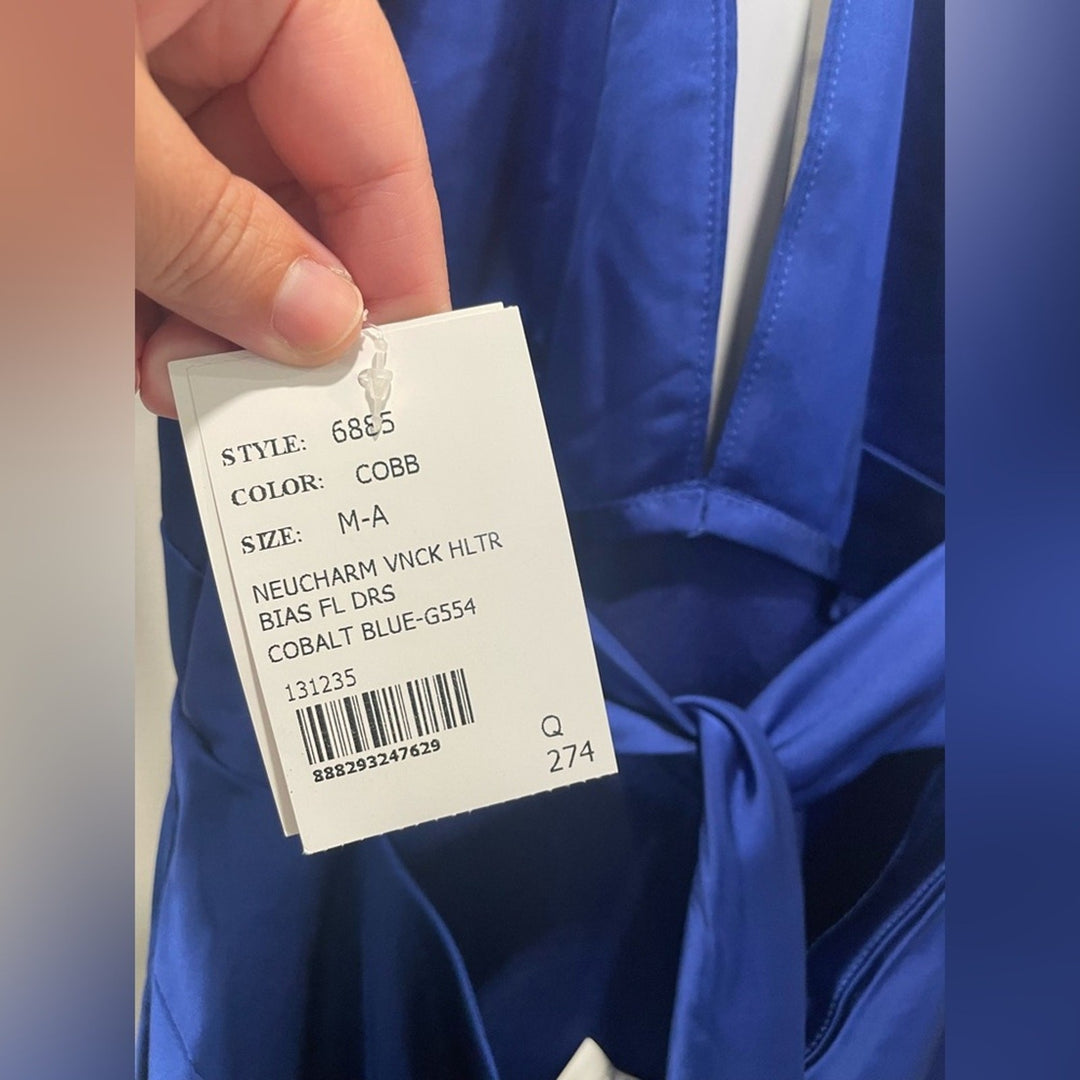 STYLE: 6885
COLOR: COBB
SIZE: M-A
NEUCHARM VNCK HLTR
BIAS FL DRS
COBALT BLUE-G554
131235
888293247629
Q
274